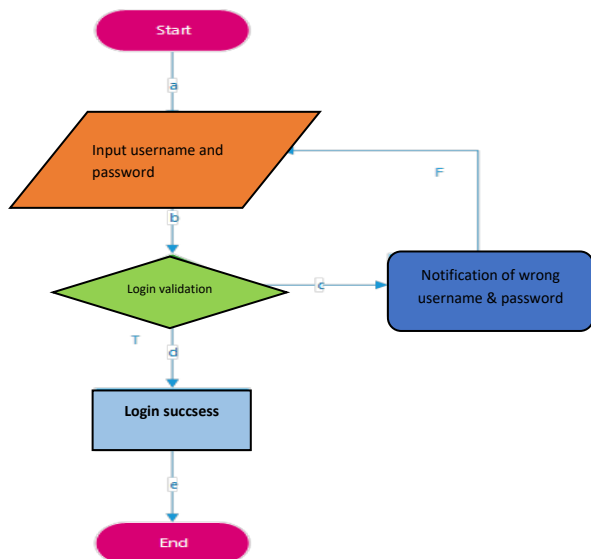 Start
a
Input username and
password
F
b
Login validation
c
Notification of wrong
username & password
T
d
Login succsess
e
End